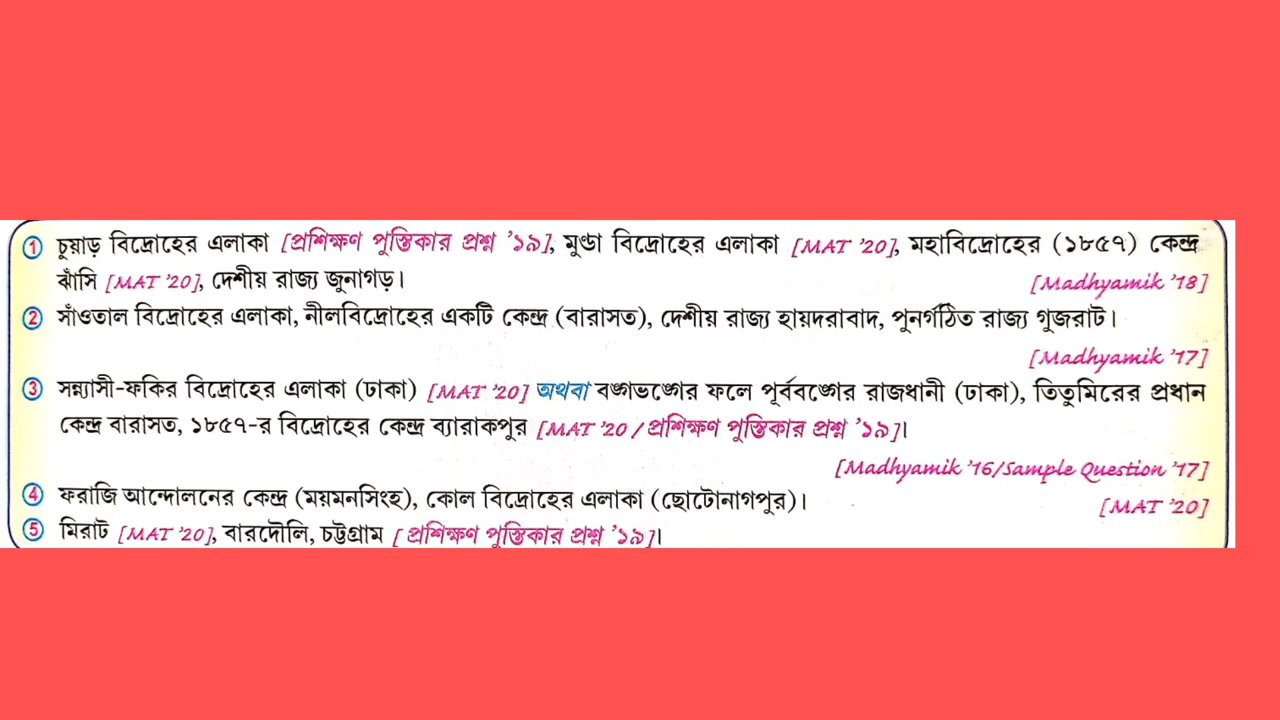 ① চুয়াড় বিদ্রোহের এলাকা [প্রশিক্ষণ পুস্তিকার প্রশ্ন '১৯], মুণ্ডা বিদ্রোহের এলাকা [MAT '20], মহাবিদ্রোহের (১৮৫৭) কেন্দ্র
ঝাঁসি [MAT '20], দেশীয় রাজ্য জুনাগড়। [Madhyamik '18]
② সাঁওতাল বিদ্রোহের এলাকা, নীলবিদ্রোহের একটি কেন্দ্র (বারাসত), দেশীয় রাজ্য হায়দরাবাদ, পুনর্গঠিত রাজ্য গুজরাট।
[Madhyamik '17]
③ সন্ন্যাসী-ফকির বিদ্রোহের এলাকা (ঢাকা) [MAT '20] অথবা বঙ্গভঙ্গের ফলে পূর্ববঙ্গের রাজধানী (ঢাকা), তিতুমিরের প্রধান
কেন্দ্র বারাসত, ১৮৫৭-র বিদ্রোহের কেন্দ্র ব্যারাকপুর [MAT '20 / প্রশিক্ষণ পুস্তিকার প্রশ্ন '১৯]।
[Madhyamik '16/Sample Question '17]
④ ফরাজি আন্দোলনের কেন্দ্র (ময়মনসিংহ), কোল বিদ্রোহের এলাকা (ছোটোনাগপুর)। [MAT '20]
⑤ মিরাট [MAT '20], বারদৌলি, চট্টগ্রাম [প্রশিক্ষণ পুস্তিকার প্রশ্ন '১৯]।